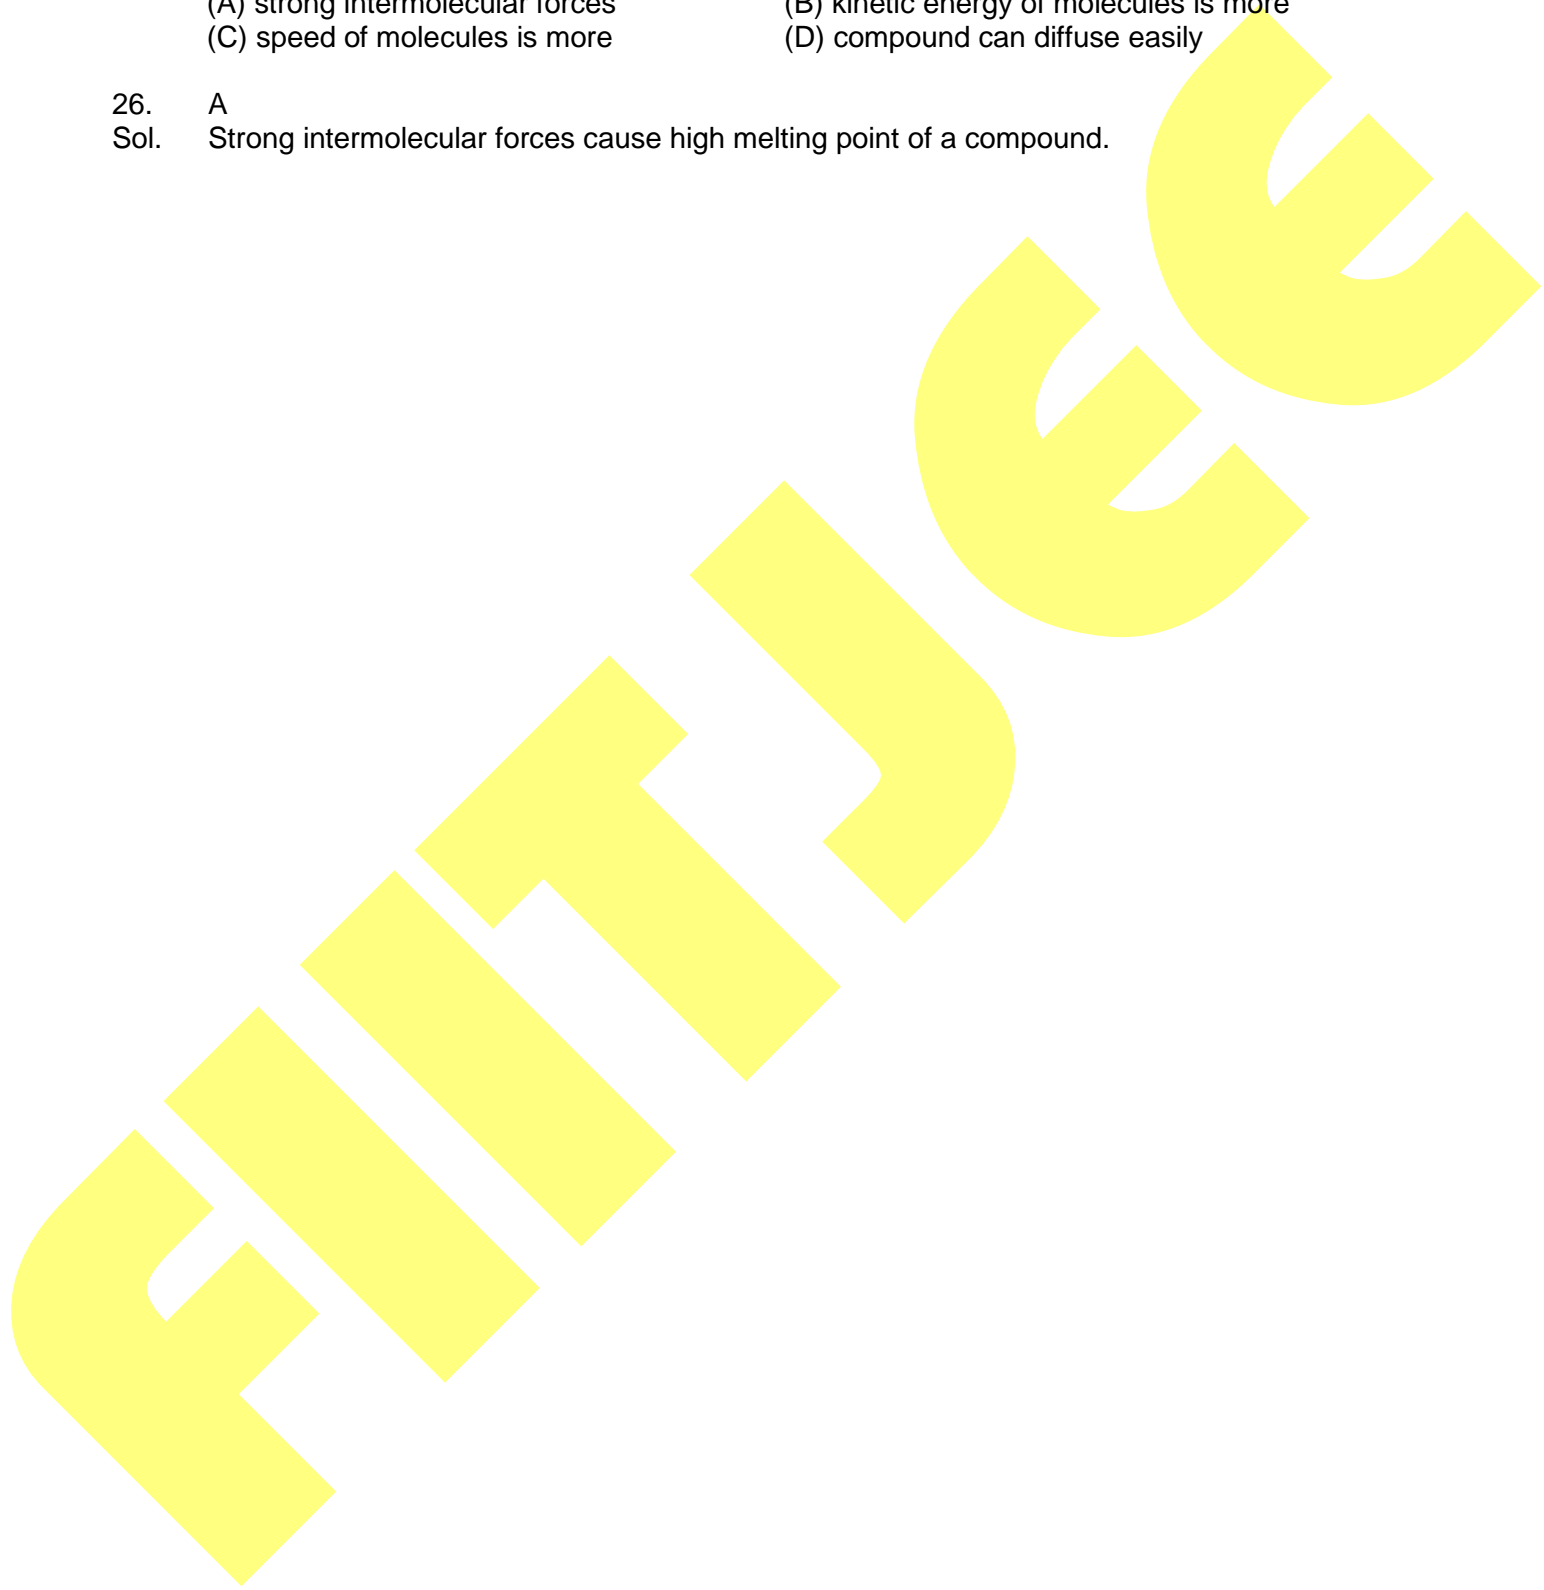 (A) strong intermolecular forces (B) kinetic energy of molecules is more
(C) speed of molecules is more (D) compound can diffuse easily
26. A
Sol. Strong intermolecular forces cause high melting point of a compound.
FIITJEE